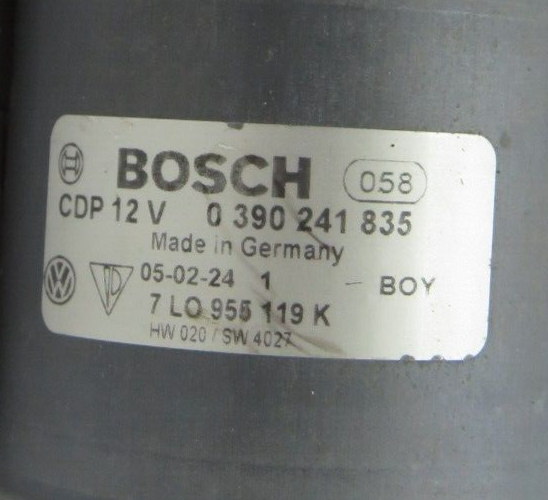 BOSCH 058
CDP 12 V 0 390 241 835
Made in Germany
05-02-24 1 – BOY
7 L0 955 119 K
HW 020 / SW 4027